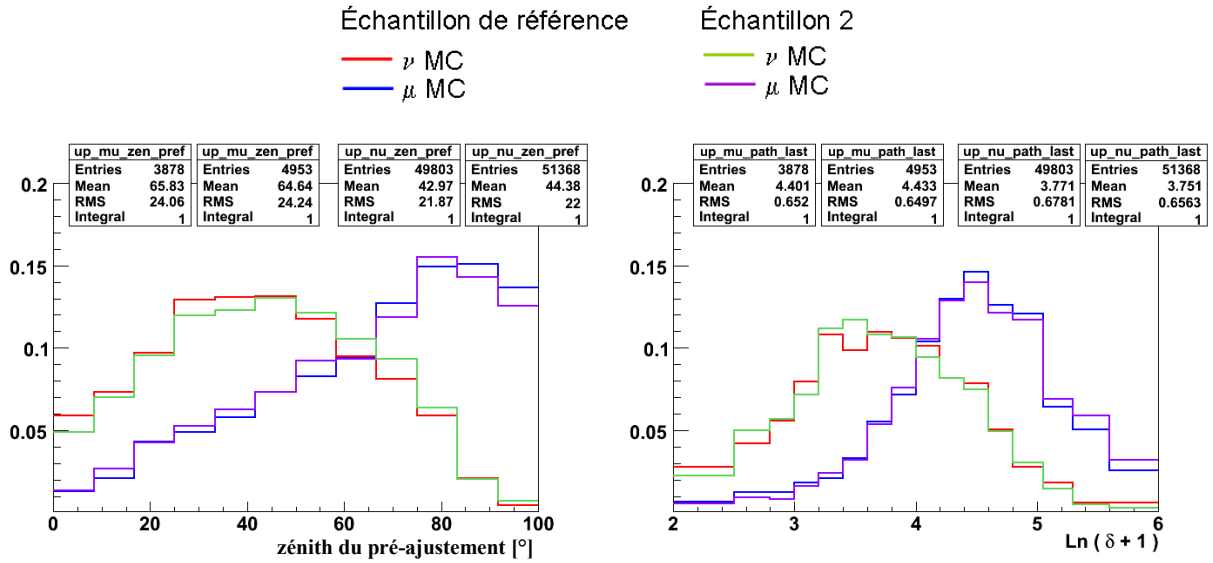 Échantillon de référence
ν MC
μ MC
Échantillon 2
ν MC
μ MC
up_mu_zen_pref
Entries 3878
Mean 65.83
RMS 24.06
Integral 1
up_mu_zen_pref
Entries 4953
Mean 64.64
RMS 24.24
Integral 1
up_nu_zen_pref
Entries 49803
Mean 42.97
RMS 21.87
Integral 1
up_nu_zen_pref
Entries 51368
Mean 44.38
RMS 22
Integral 1
0.2
0.15
0.1
0.05
0 20 40 60 80 100
zénith du pré-ajustement [°]
up_mu_path_last
Entries 3878
Mean 4.401
RMS 0.652
Integral 1
up_mu_path_last
Entries 4953
Mean 4.433
RMS 0.6497
Integral 1
up_nu_path_last
Entries 49803
Mean 3.771
RMS 0.6781
Integral 1
up_nu_path_last
Entries 51368
Mean 3.751
RMS 0.6563
Integral 1
0.2
0.15
0.1
0.05
2 3 4 5 6
Ln ( δ + 1 )